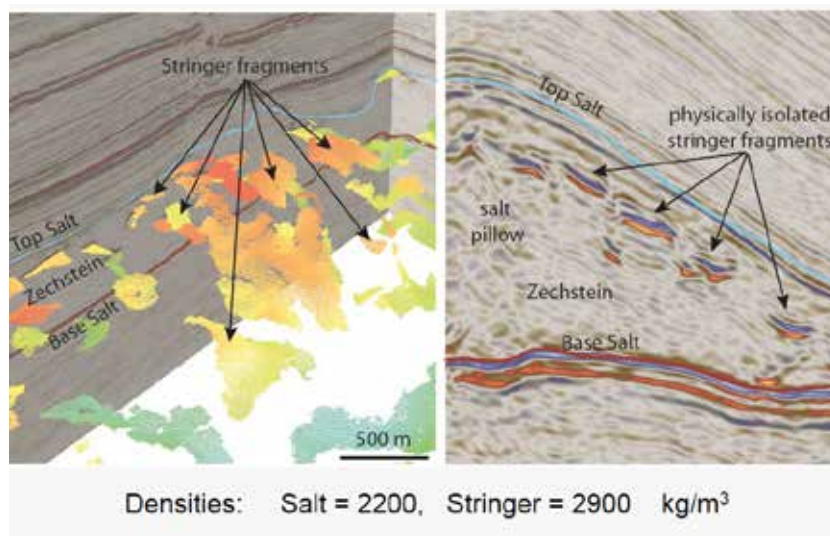 Stringer fragments
Top Salt
Zechstein
Base Salt
500 m
Top Salt
physically isolated
stringer fragments
salt
pillow
Zechstein
Base Salt
Densities: Salt = 2200, Stringer = 2900 kg/m³